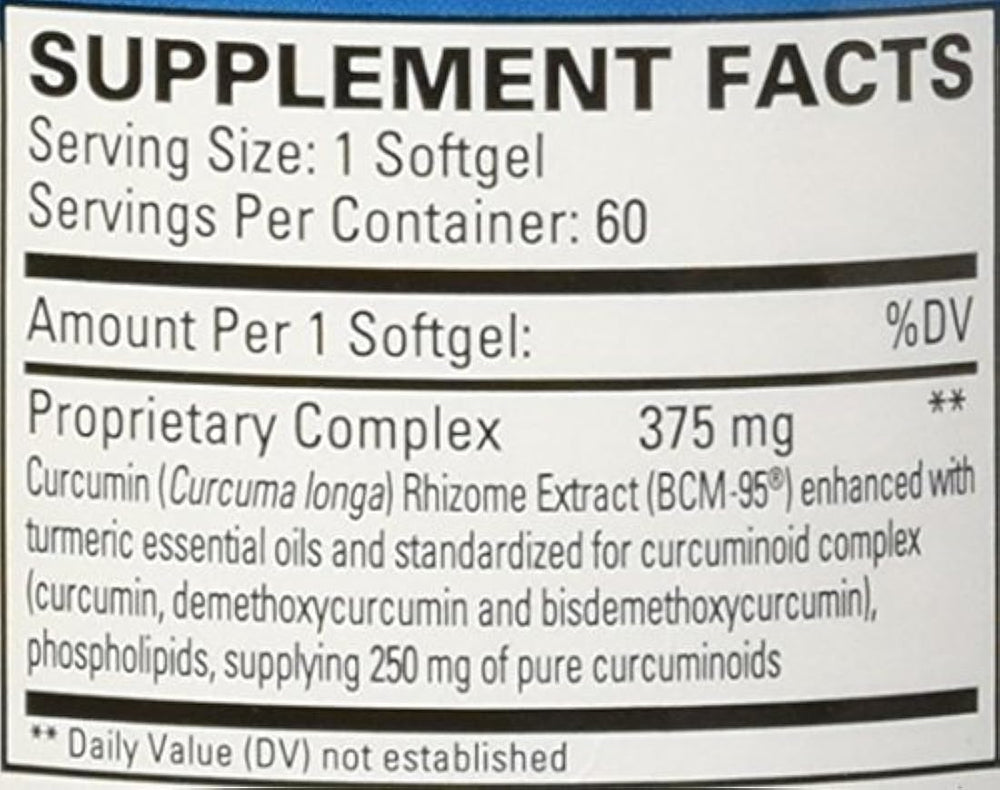 SUPPLEMENT FACTS
Serving Size: 1 Softgel
Servings Per Container: 60
Amount Per 1 Softgel: %DV
Proprietary Complex 375 mg **
Curcumin (Curcuma longa) Rhizome Extract (BCM-95®) enhanced with
turmeric essential oils and standardized for curcuminoid complex
(curcumin, demethoxycurcumin and bisdemethoxycurcumin),
phospholipids, supplying 250 mg of pure curcuminoids
** Daily Value (DV) not established